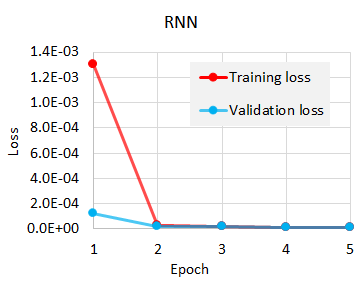 RNN
1.4E-03
1.2E-03
1.0E-03
8.0E-04
6.0E-04
4.0E-04
2.0E-04
0.0E+00
Loss
Training loss
Validation loss
1 2 3 4 5
Epoch